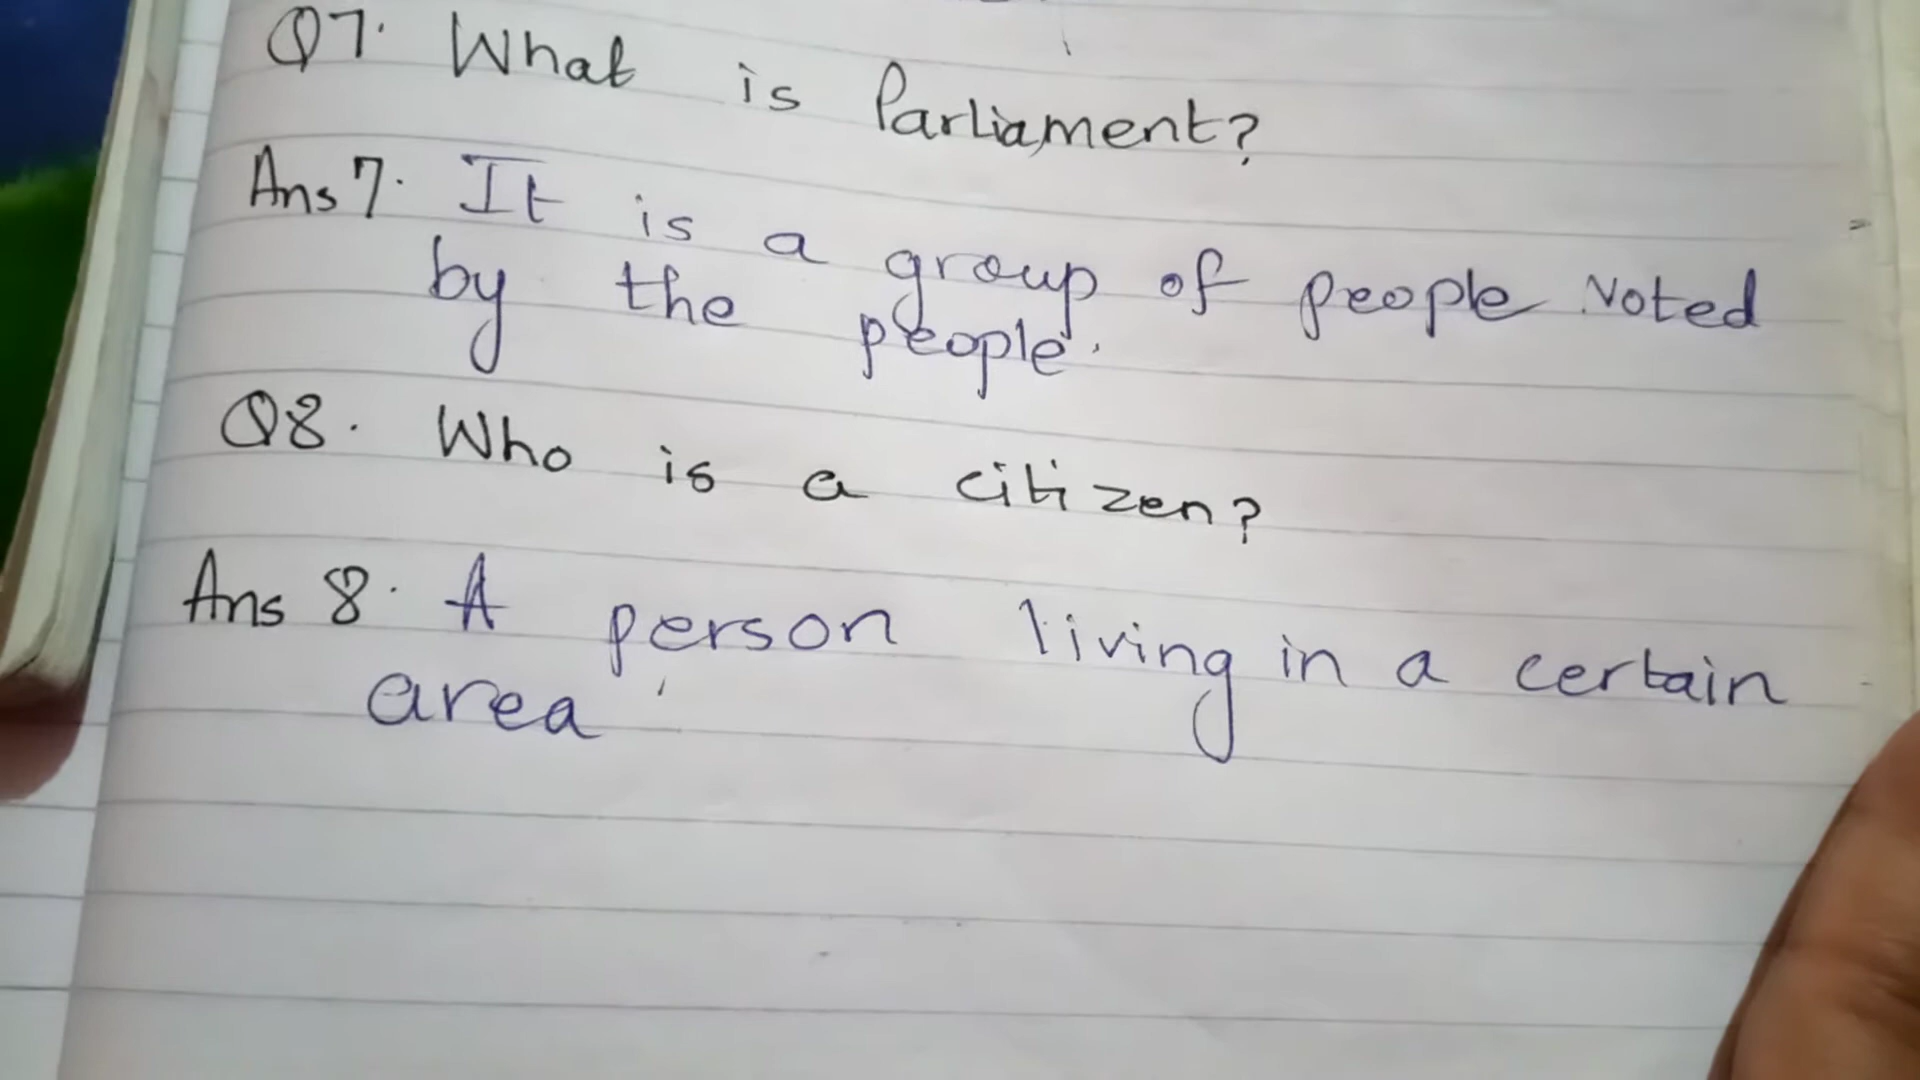 Q7. What is Parliament?
Ans 7. It is a group of people voted
by the people.
Q8. Who is a citizen?
Ans 8. A person living in a certain
area.